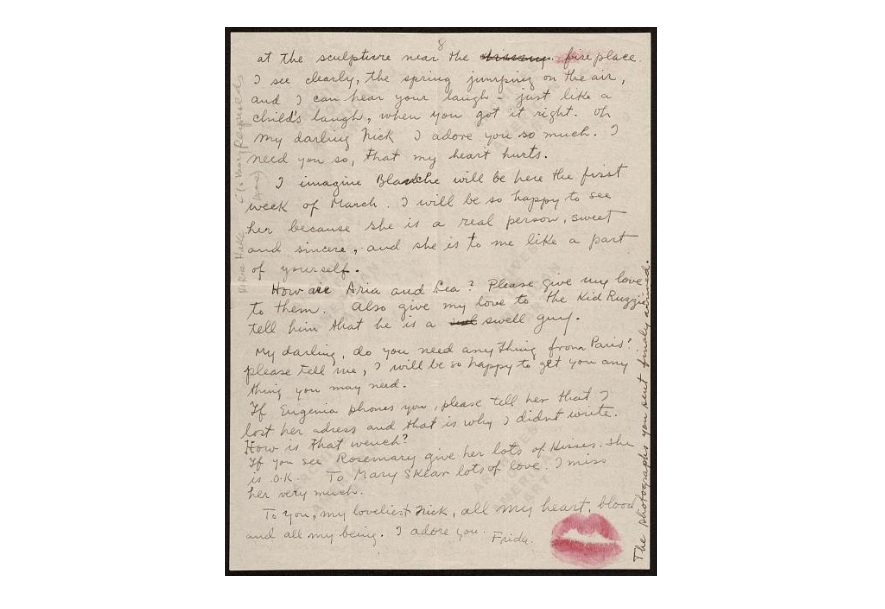 8
at the sculptiure near the fire place.
I see clearly, the spring jumping on the air,
and I can hear your laugh – just like a
child's laugh, when you got it right. Oh
my darling Nick I adore you so much. I
need you so, that my heart hurts.
I imagine Blanche will be here the first
week of March. I will be so happy to see
her because she is a real person, sweet
and sincere, and she is to me like a part
of yourself.
How are Aria and Lea? Please give my love
to them. Also give my love to the Kid Ruzzie,
tell him that he is a swell guy.
My darling, do you need anything from Paris?
please tell me, I will be so happy to get you any
thing you may need.
If Eugenia phones you, please tell her that I
lost her adress and that is why I didnt write.
How is that wench?
If you see Rosemary give her lots of kisses. She
is O.K. To Mary Sklar lots of love. I miss
her very much.
To you, my loveliest Nick, all my heart, blood
and all my being. I adore you.
Frida.
The photographs you sent finally arrived.
c/o Mary Reynolds